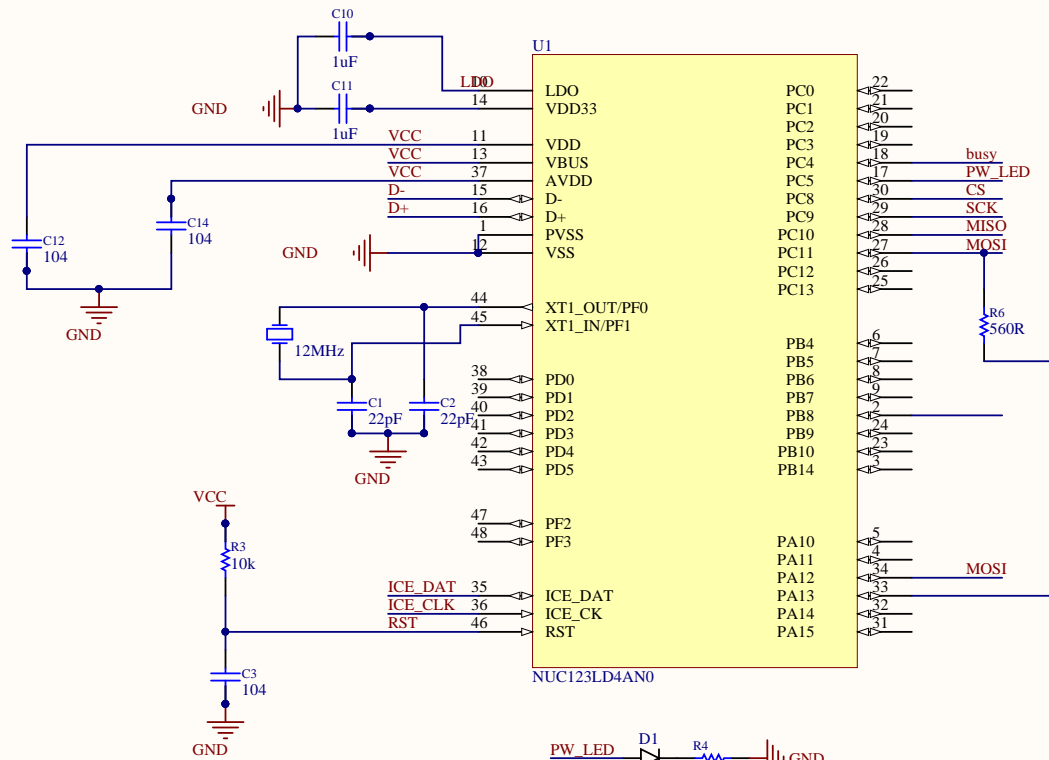 C10
1uF
C11
1uF
GND
U1
LDO
10
LDO
14
VDD33
VCC
11
VDD
VCC
13
VBUS
VCC
37
AVDD
D-
15
D-
D+
16
D+
1
PVSS
GND
12
VSS
C12
104
C14
104
GND
44
XT1_OUT/PF0
45
XT1_IN/PF1
12MHz
C1
22pF
C2
22pF
GND
38
PD0
39
PD1
40
PD2
41
PD3
42
PD4
43
PD5
47
PF2
48
PF3
VCC
R3
10k
ICE_DAT
35
ICE_DAT
ICE_CLK
36
ICE_CK
RST
46
RST
C3
104
GND
PC0
22
PC1
21
PC2
20
PC3
19
PC4
18
busy
PC5
17
PW_LED
PC8
30
CS
PC9
29
SCK
PC10
28
MISO
PC11
27
MOSI
PC12
26
PC13
25
R6
560R
PB4
6
PB5
7
PB6
8
PB7
9
PB8
2
PB9
24
PB10
23
PB14
3
PA10
5
PA11
4
PA12
34
MOSI
PA13
33
PA14
32
PA15
31
NUC123LD4AN0
PW_LED
D1
R4
GND